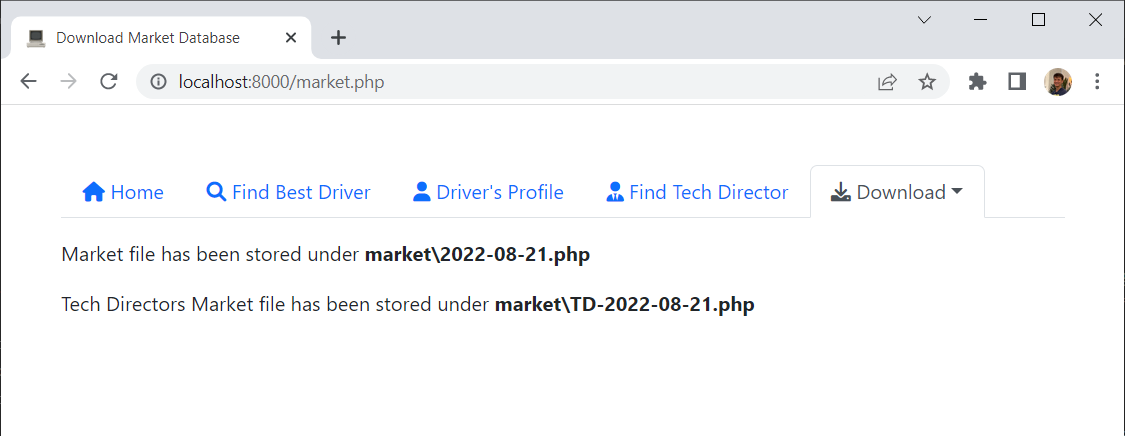 Download Market Database
localhost:8000/market.php
Home Find Best Driver Driver's Profile Find Tech Director Download
Market file has been stored under market\2022-08-21.php
Tech Directors Market file has been stored under market\TD-2022-08-21.php